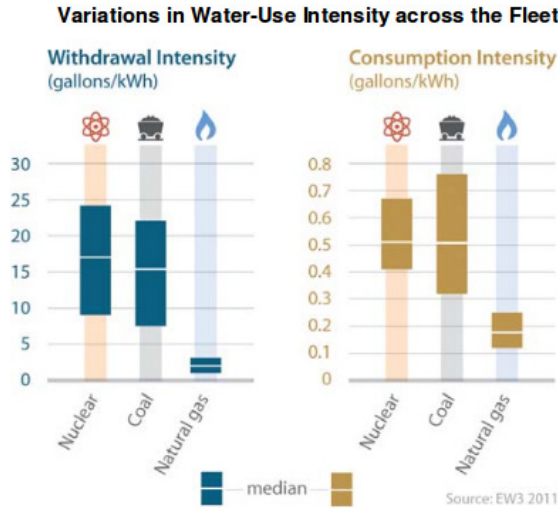 Variations in Water-Use Intensity across the Fleet
Withdrawal Intensity
(gallons/kWh)
30
25
20
15
10
5
0
Nuclear
Coal
Natural gas
Consumption Intensity
(gallons/kWh)
0.8
0.7
0.6
0.5
0.4
0.3
0.2
0.1
0
Nuclear
Coal
Natural gas
median
Source: EW3 2011